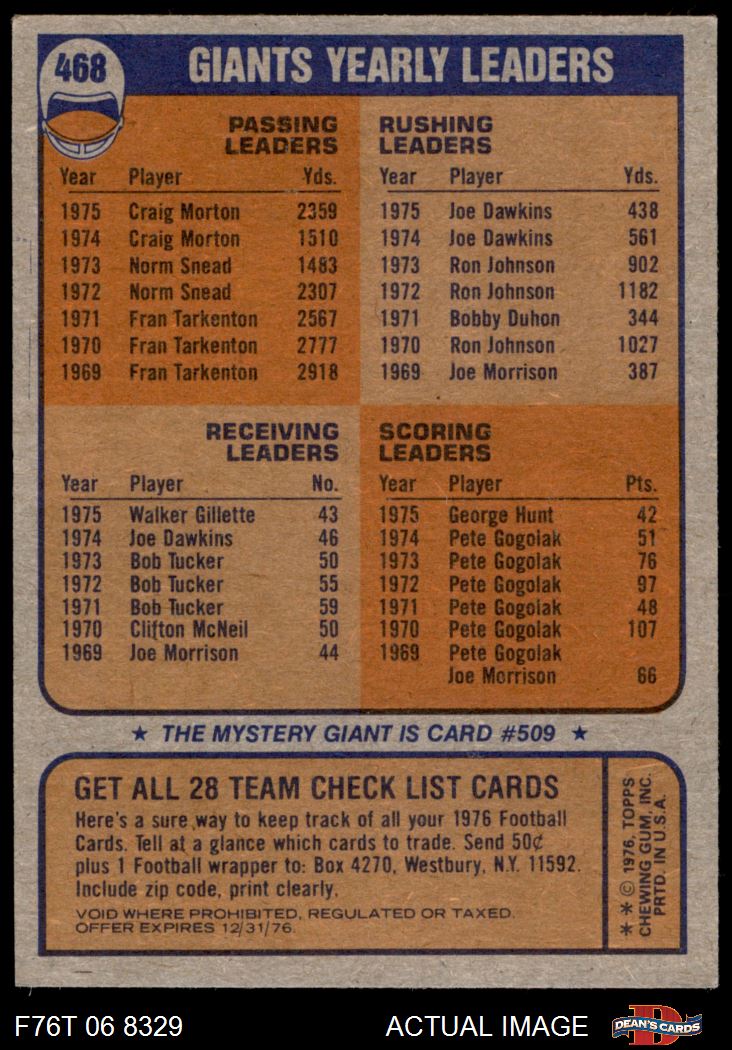 468
GIANTS YEARLY LEADERS
PASSING
LEADERS
Year Player Yds.
1975 Craig Morton 2359
1974 Craig Morton 1510
1973 Norm Snead 1483
1972 Norm Snead 2307
1971 Fran Tarkenton 2567
1970 Fran Tarkenton 2777
1969 Fran Tarkenton 2918
RUSHING
LEADERS
Year Player Yds.
1975 Joe Dawkins 438
1974 Joe Dawkins 561
1973 Ron Johnson 902
1972 Ron Johnson 1182
1971 Bobby Duhon 344
1970 Ron Johnson 1027
1969 Joe Morrison 387
RECEIVING
LEADERS
Year Player No.
1975 Walker Gillette 43
1974 Joe Dawkins 46
1973 Bob Tucker 50
1972 Bob Tucker 55
1971 Bob Tucker 59
1970 Clifton McNeil 50
1969 Joe Morrison 44
SCORING
LEADERS
Year Player Pts.
1975 George Hunt 42
1974 Pete Gogolak 51
1973 Pete Gogolak 76
1972 Pete Gogolak 97
1971 Pete Gogolak 48
1970 Pete Gogolak 107
1969 Pete Gogolak
Joe Morrison 66
★ THE MYSTERY GIANT IS CARD #509 ★
GET ALL 28 TEAM CHECK LIST CARDS
Here's a sure way to keep track of all your 1976 Football
Cards. Tell at a glance which cards to trade. Send 50¢
plus 1 Football wrapper to: Box 4270, Westbury, N.Y. 11592.
Include zip code, print clearly.
VOID WHERE PROHIBITED, REGULATED OR TAXED.
OFFER EXPIRES 12/31/76.
* * © 1976, TOPPS
CHEWING GUM, INC.
PRTD. IN U.S.A.
F76T 06 8329
ACTUAL IMAGE
DEAN'S CARDS